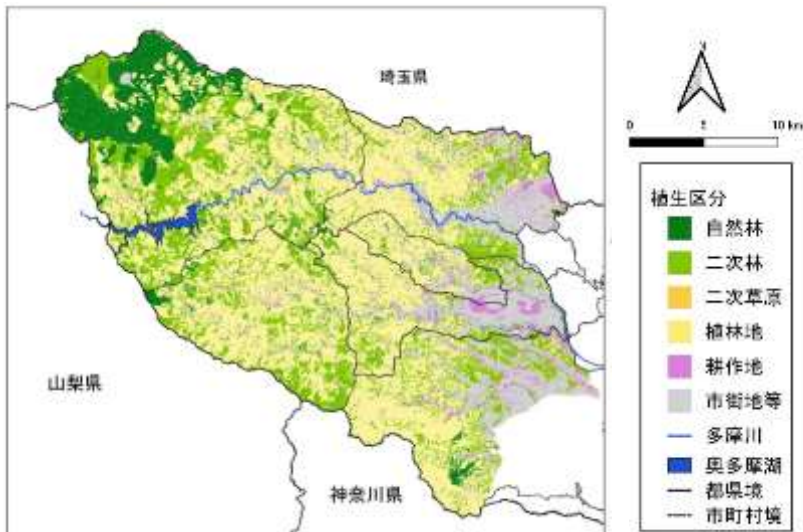 埼玉県
山梨県
神奈川県
N
0 5 10 km
植生区分
自然林
二次林
二次草原
植林地
耕作地
市街地等
多摩川
奥多摩湖
都県境
市町村境